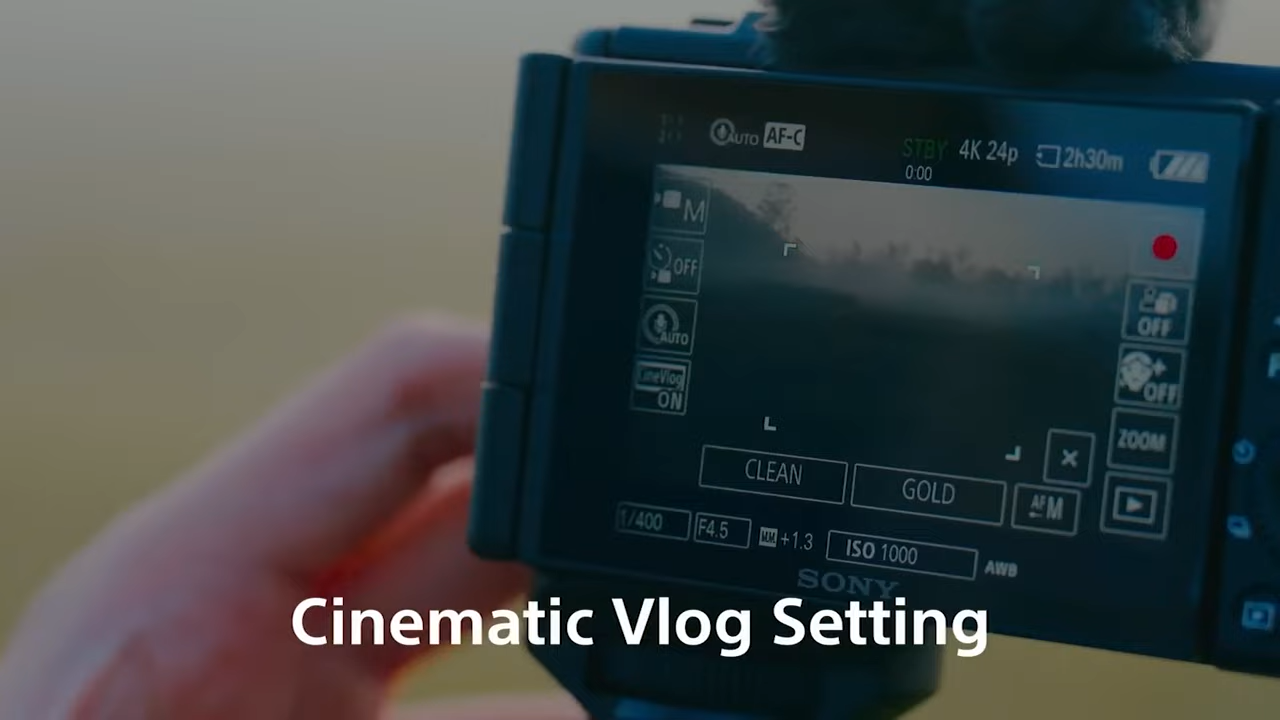 AUTO AF-C STBY 4K 24p 2h30m
0:00
M
OFF
AUTO
CineVlog
ON
OFF
+
OFF
ZOOM
×
CLEAN GOLD AF M
1/400 F4.5 MM +1.3 ISO 1000 AWB
SONY
Cinematic Vlog Setting